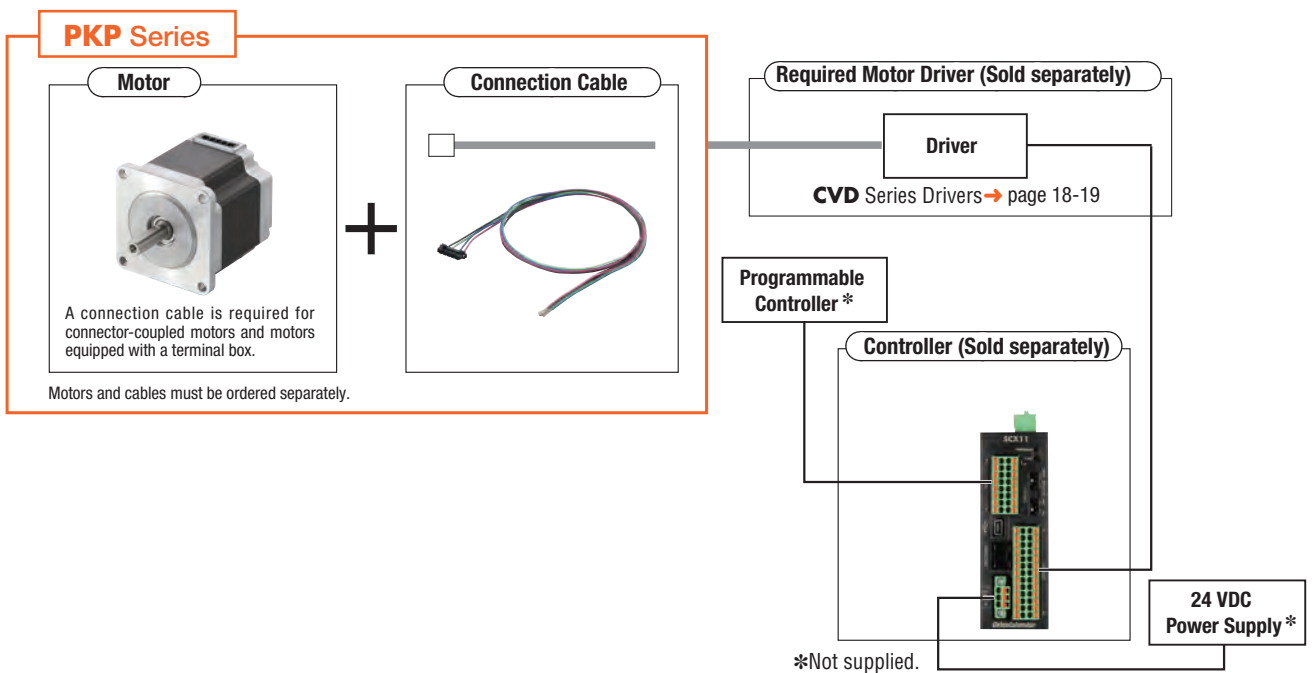 PKP Series
Motor
A connection cable is required for
connector-coupled motors and motors
equipped with a terminal box.
Connection Cable
Motors and cables must be ordered separately.
Required Motor Driver (Sold separately)
Driver
CVD Series Drivers➜ page 18-19
Programmable
Controller*
Controller (Sold separately)
SCX11
24 VDC
Power Supply*
*Not supplied.